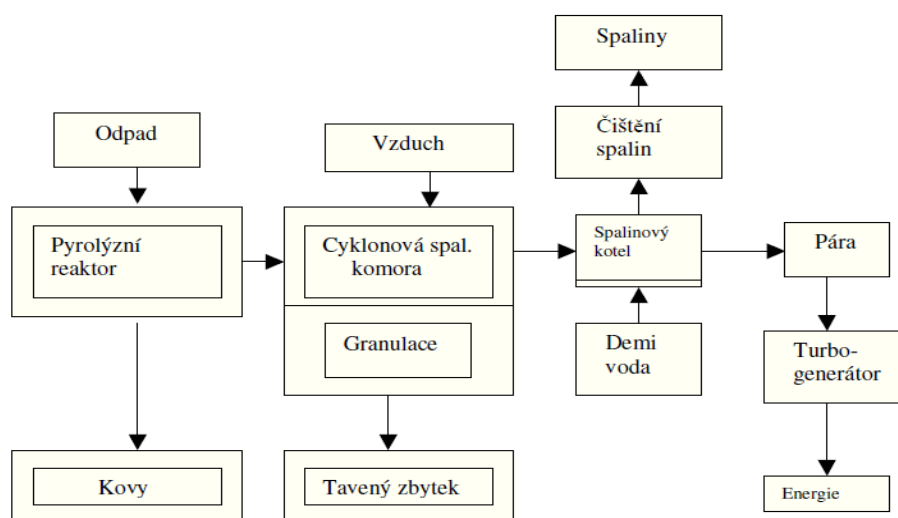 Spaliny
Odpad
Vzduch
Čištění
spalin
Pyrolýzní
reaktor
Cyklonová spal.
komora
Spalinový
kotel
Pára
Granulace
Demi
voda
Turbo-
generátor
Kovy
Tavený zbytek
Energie